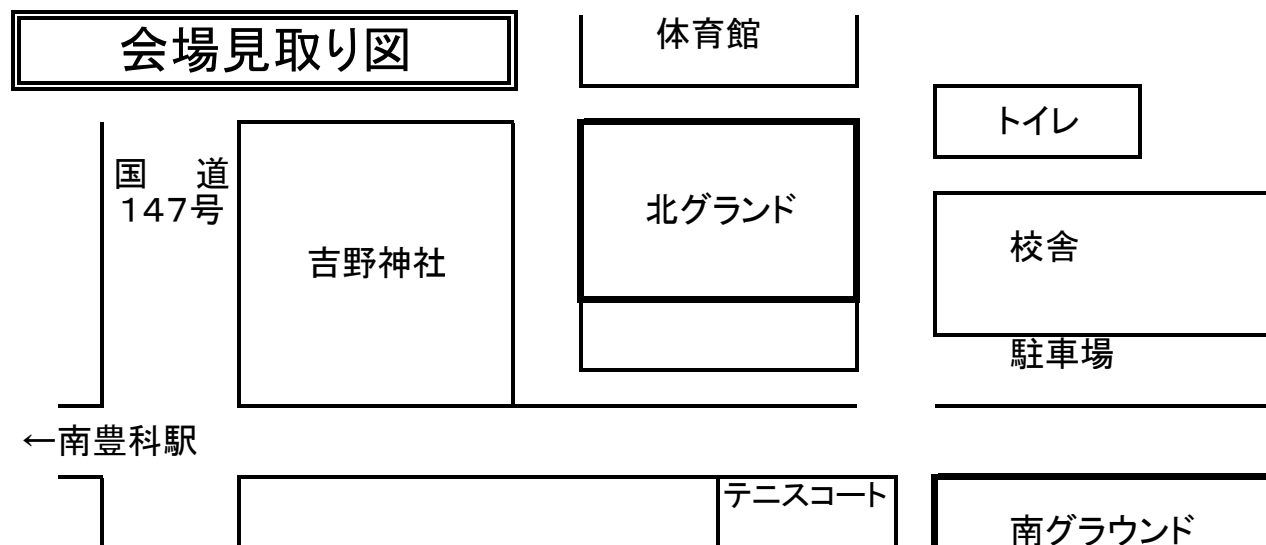 会場見取り図
体育館
トイレ
国　道
147号
北グランド
吉野神社
校舎
駐車場
←南豊科駅
テニスコート
南グラウンド